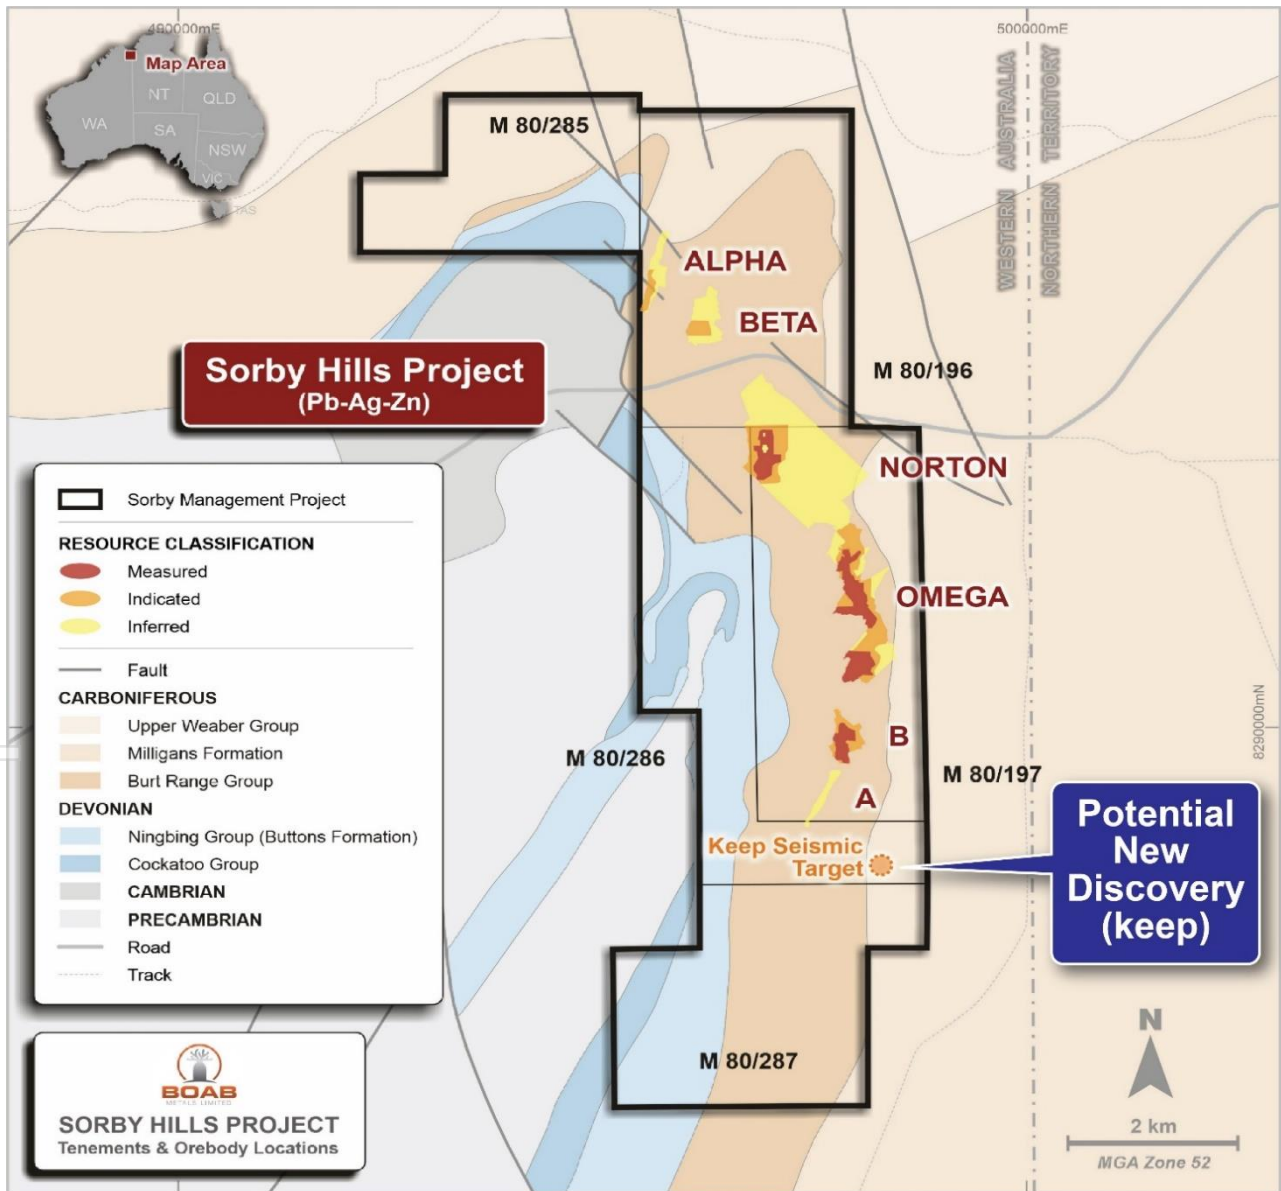 490000mE
500000mE
Map Area
NT
QLD
WA
SA
NSW
VIC
TAS
WESTERN AUSTRALIA
NORTHERN TERRITORY
M 80/285
ALPHA
BETA
M 80/196
Sorby Hills Project
(Pb-Ag-Zn)
NORTON
OMEGA
B
A
M 80/286
M 80/197
8290000mN
Keep Seismic
Target
Potential
New
Discovery
(keep)
M 80/287
Sorby Management Project
RESOURCE CLASSIFICATION
Measured
Indicated
Inferred
Fault
CARBONIFEROUS
Upper Weaber Group
Milligans Formation
Burt Range Group
DEVONIAN
Ningbing Group (Buttons Formation)
Cockatoo Group
CAMBRIAN
PRECAMBRIAN
Road
Track
BOAB
METALS LIMITED
SORBY HILLS PROJECT
Tenements & Orebody Locations
N
2 km
MGA Zone 52